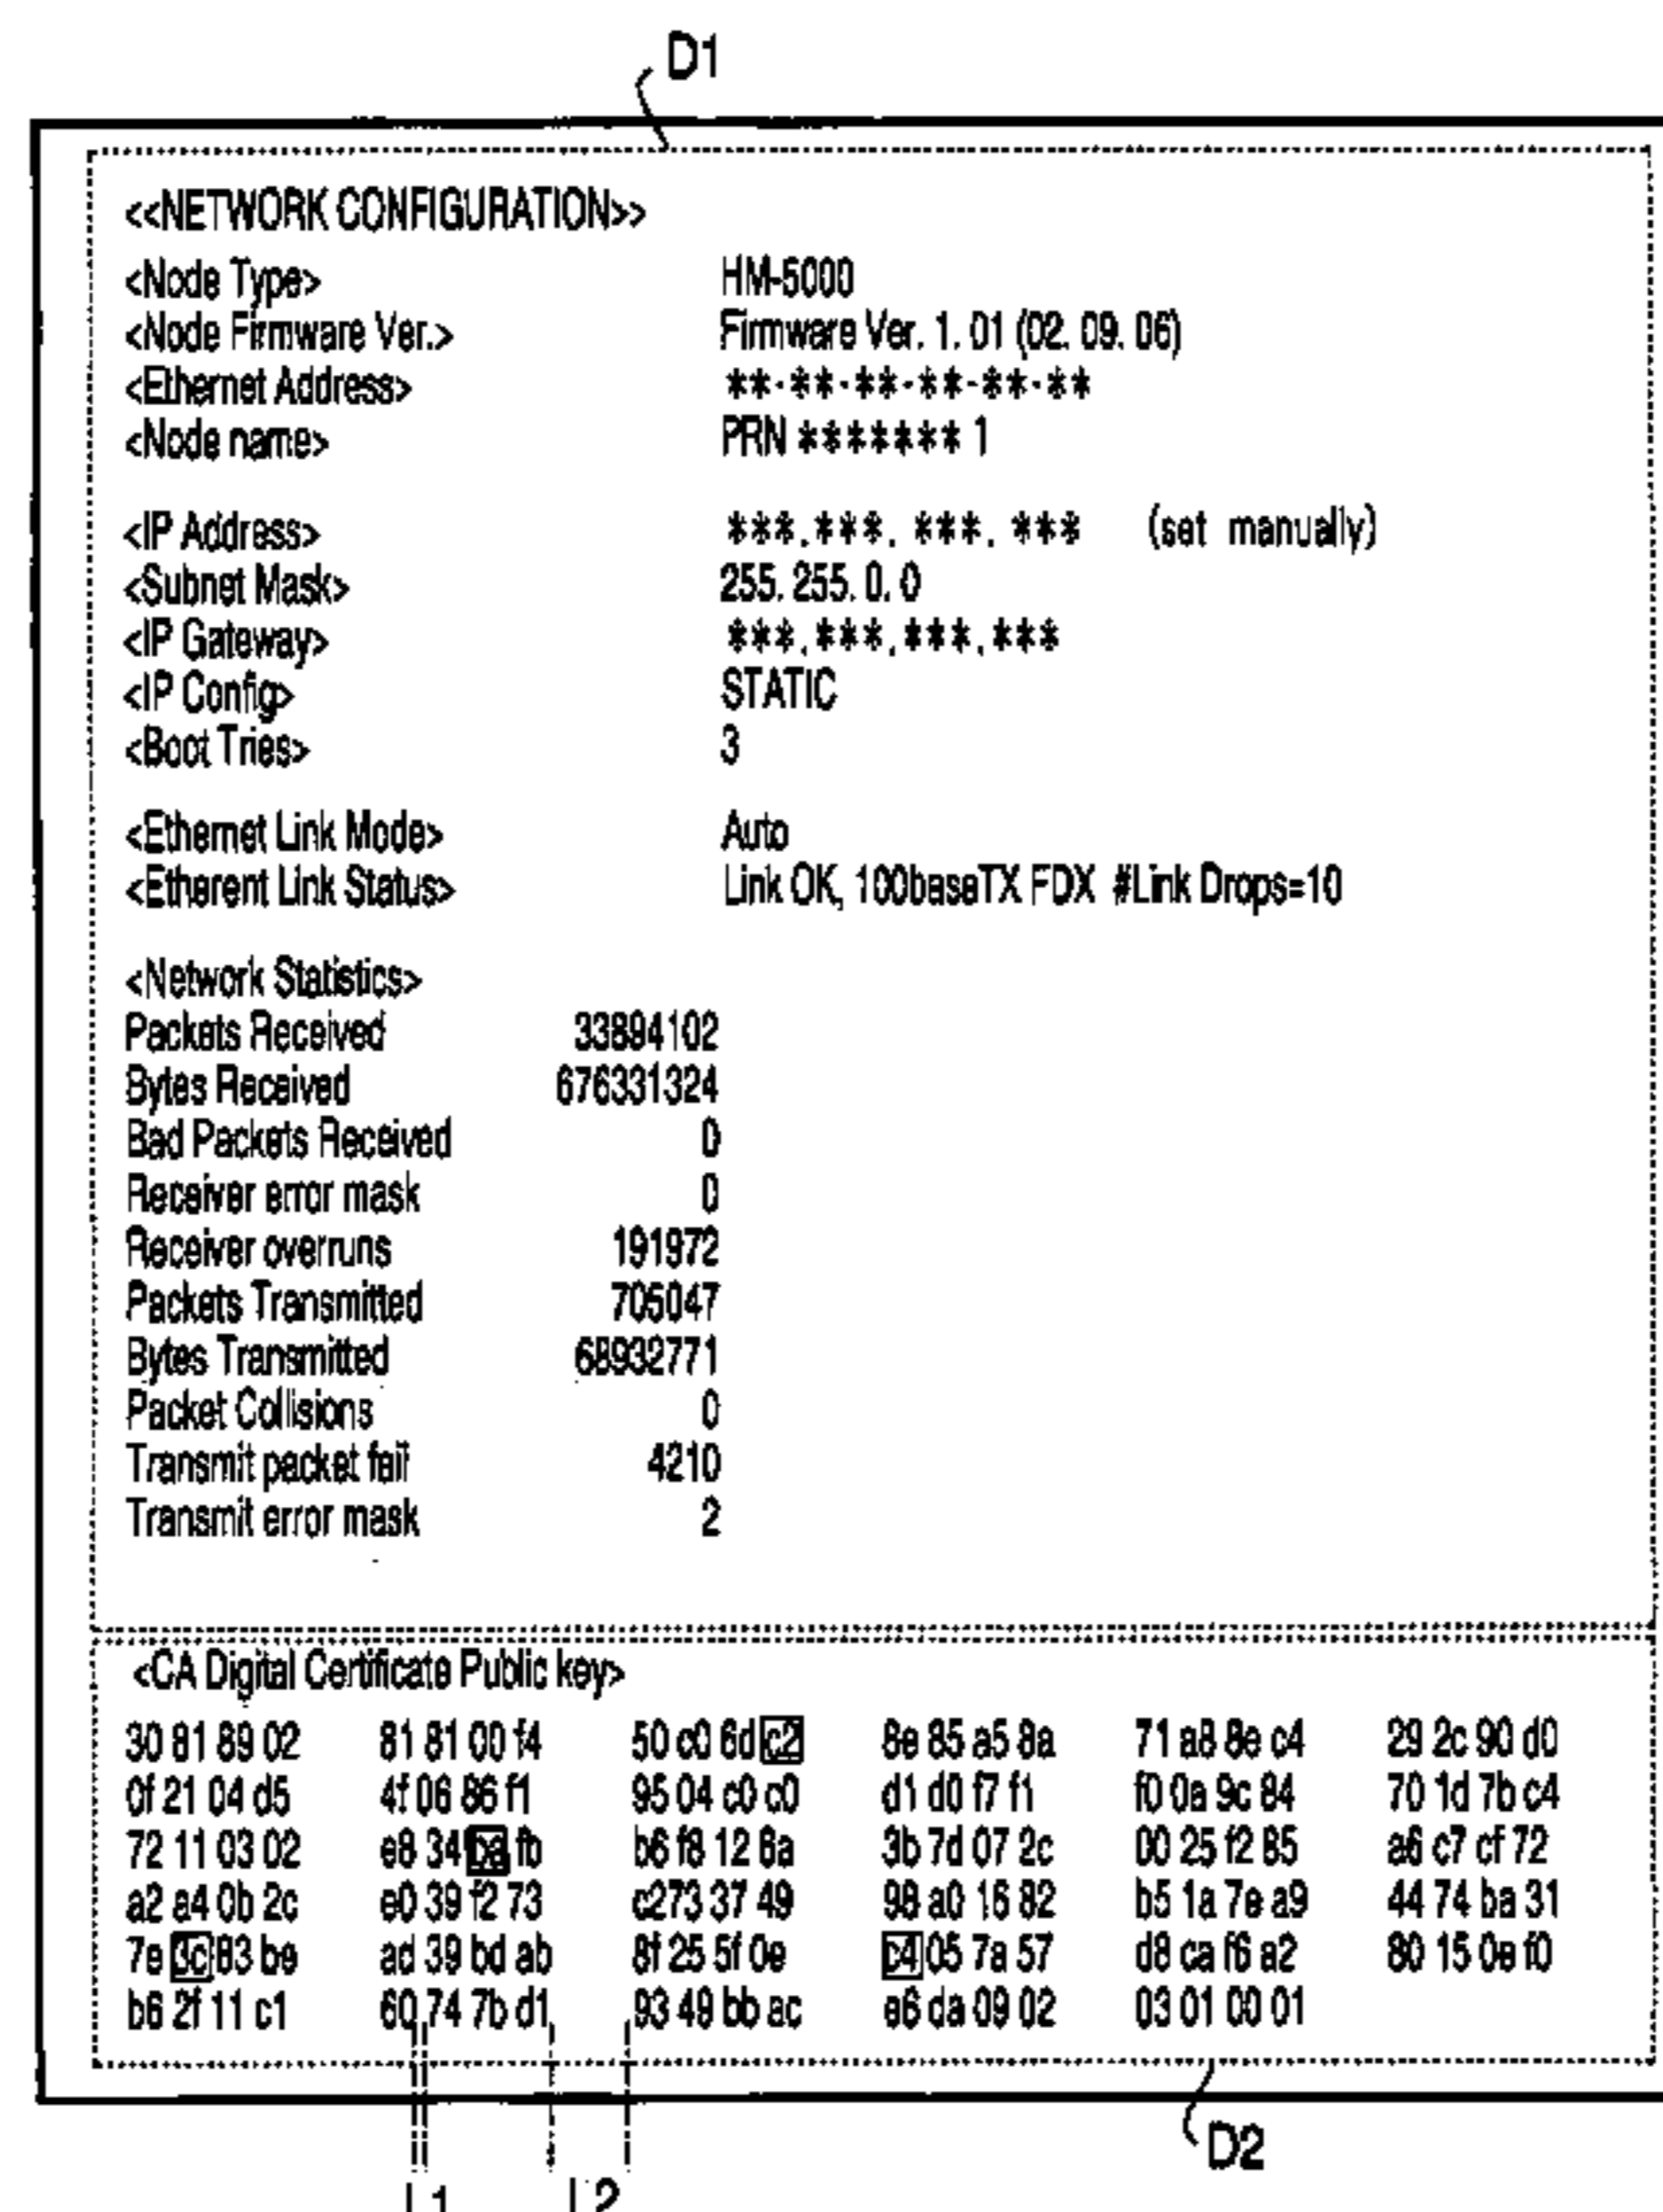 D1
<<NETWORK CONFIGURATION>>
<Node Type> HM-5000
<Node Firmware Ver.> Firmware Ver. 1. 01 (02. 09. 06)
<Ethernet Address> **-**-**-**-**-**
<Node name> PRN ******* 1
<IP Address> ***.***. ***. *** (set manually)
<Subnet Mask> 255. 255. 0. 0
<IP Gateway> ***.***.***.***
<IP Config> STATIC
<Boot Tries> 3
<Ethernet Link Mode> Auto
<Etherent Link Status> Link OK, 100baseTX FDX #Link Drops=10
<Network Statistics>
Packets Received 33894102
Bytes Received 676331324
Bad Packets Received 0
Receiver error mask 0
Receiver overruns 191972
Packets Transmitted 705047
Bytes Transmitted 68932771
Packet Collisions 0
Transmit packet fail 4210
Transmit error mask 2
<CA Digital Certificate Public key>
30 81 89 02 81 81 00 f4 50 c0 6d c2 8e 85 a5 8a 71 a8 8e c4 29 2c 90 d0
0f 21 04 d5 4f 06 86 f1 95 04 c0 c0 d1 d0 f7 f1 f0 0a 9c 84 70 1d 7b c4
72 11 03 02 e8 34 ba fb b6 f8 12 6a 3b 7d 07 2c 00 25 f2 85 a6 c7 cf 72
a2 a4 0b 2c e0 39 f2 73 c273 37 49 98 a0 16 82 b5 1a 7e a9 44 74 ba 31
7e 3c 83 be ad 39 bd ab 8f 25 5f 0e c4 05 7a 57 d8 ca f6 a2 80 15 0e f0
b6 2f 11 c1 60 74 7b d1 93 49 bb ac e6 da 09 02 03 01 00 01
D2
L1 L2